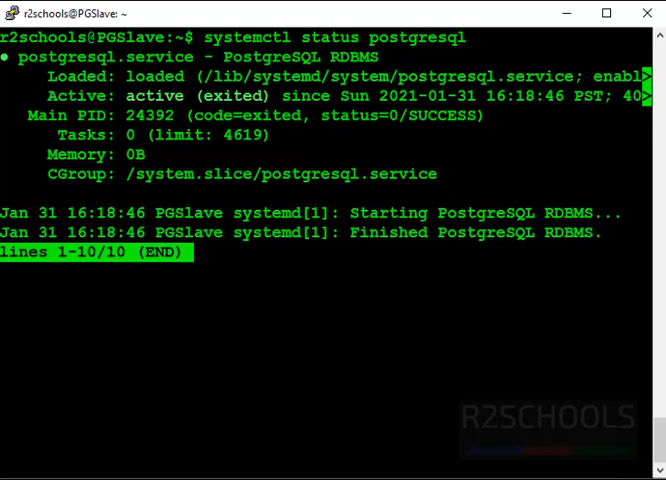 r2schools@PGSlave: ~
r2schools@PGSlave:~$ systemctl status postgresql
● postgresql.service - PostgreSQL RDBMS
Loaded: loaded (/lib/systemd/system/postgresql.service; enabl>
Active: active (exited) since Sun 2021-01-31 16:18:46 PST; 40>
Main PID: 24392 (code=exited, status=0/SUCCESS)
Tasks: 0 (limit: 4619)
Memory: 0B
CGroup: /system.slice/postgresql.service
Jan 31 16:18:46 PGSlave systemd[1]: Starting PostgreSQL RDBMS...
Jan 31 16:18:46 PGSlave systemd[1]: Finished PostgreSQL RDBMS.
lines 1-10/10 (END)
R2SCHOOLS